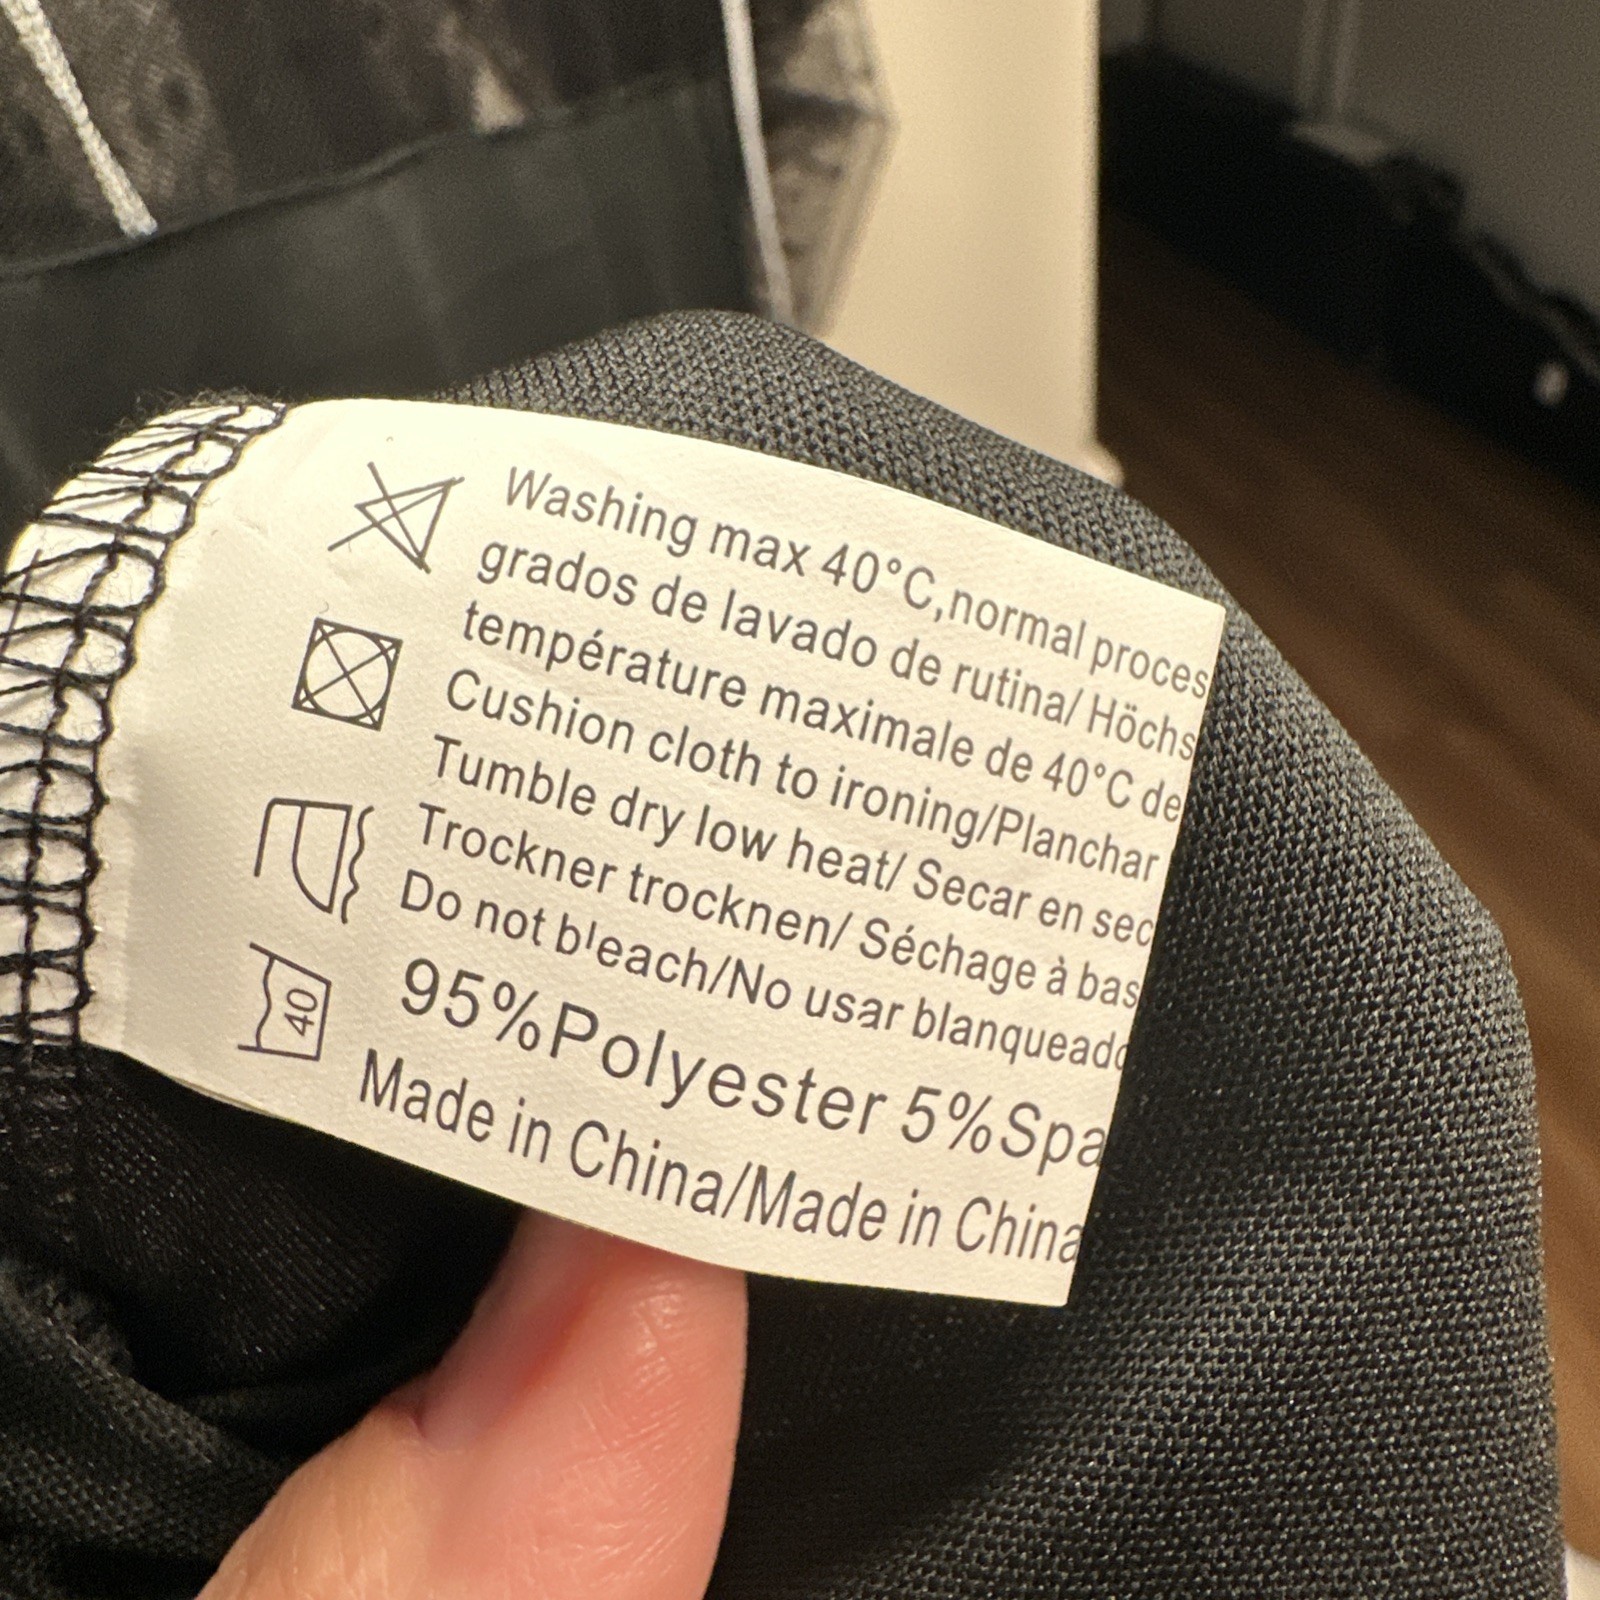 Washing max 40°C,normal proces
grados de lavado de rutina/ Höchs
température maximale de 40°C de
Cushion cloth to ironing/Planchar
Tumble dry low heat/ Secar en sec
Trockner trocknen/ Séchage à bas
Do not bleach/No usar blanqueado
95%Polyester 5%Spa
Made in China/Made in China
40